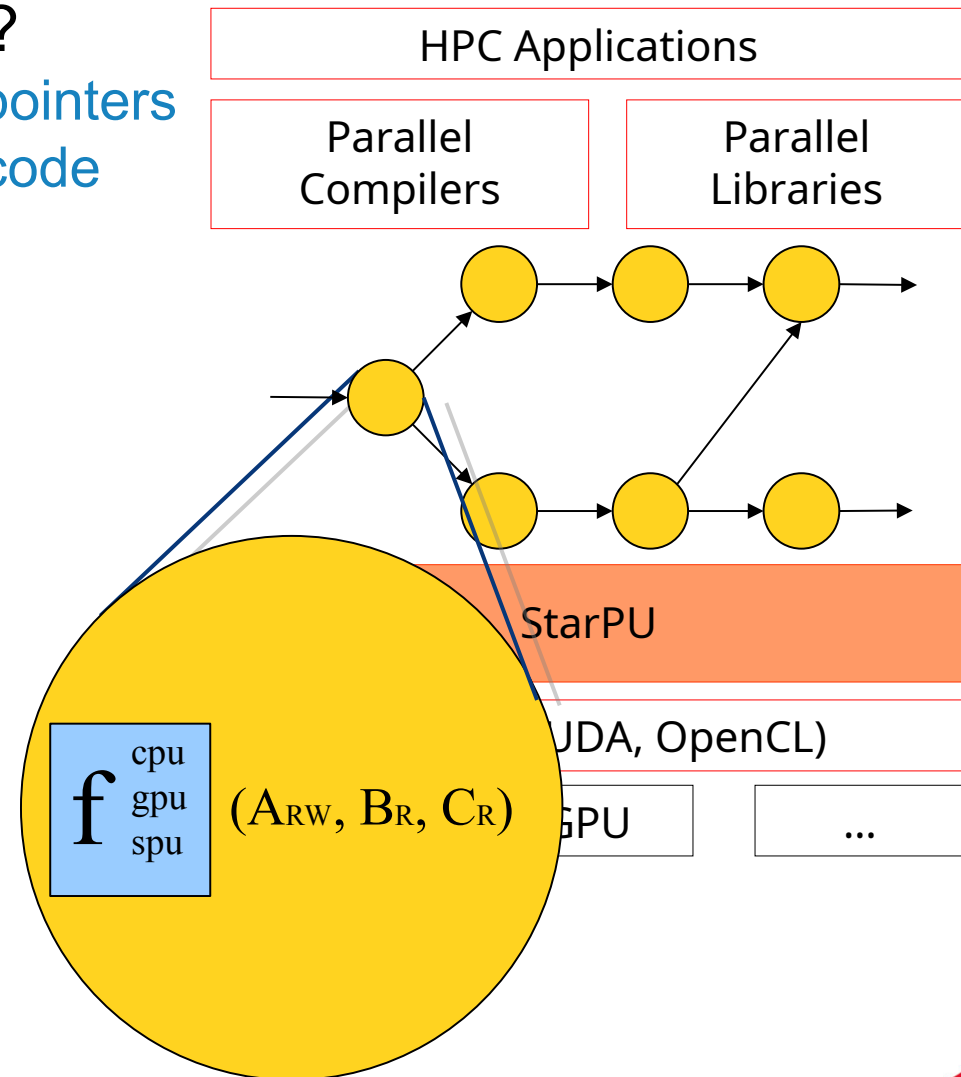 ?
pointers
code
HPC Applications
Parallel
Compilers
Parallel
Libraries
StarPU
UDA, OpenCL)
GPU
...
f cpu
gpu
spu
(ARW, BR, CR)